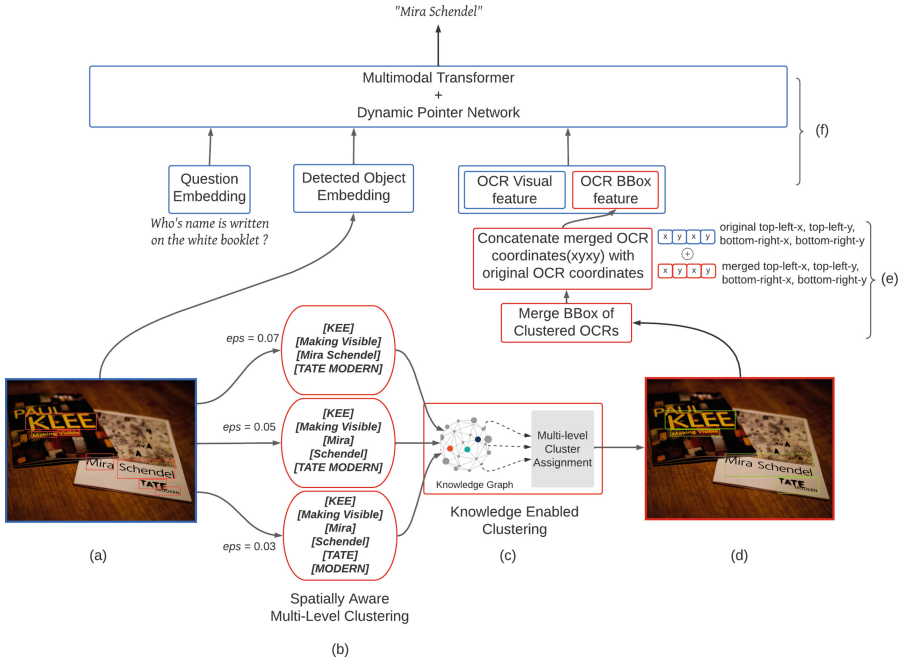 "Mira Schendel"
Multimodal Transformer
+
Dynamic Pointer Network
(f)
Question
Embedding
Who's name is written
on the white booklet ?
Detected Object
Embedding
OCR Visual
feature
OCR BBox
feature
Concatenate merged OCR
coordinates(xyxy) with
original OCR coordinates
x y x y
original top-left-x, top-left-y,
bottom-right-x, bottom-right-y
+
x y x y
merged top-left-x, top-left-y,
bottom-right-x, bottom-right-y
(e)
Merge BBox of
Clustered OCRs
eps = 0.07
[KEE]
[Making Visible]
[Mira Schendel]
[TATE MODERN]
eps = 0.05
[KEE]
[Making Visible]
[Mira]
[Schendel]
[TATE MODERN]
eps = 0.03
[KEE]
[Making Visible]
[Mira]
[Schendel]
[TATE]
[MODERN]
Spatially Aware
Multi-Level Clustering
(b)
PAUL
KLEE
Making Visible
Mira Schendel
TATE
MODERN
(a)
Knowledge Graph
Multi-level
Cluster
Assignment
Knowledge Enabled
Clustering
(c)
PAUL
KLEE
Making Visible
Mira Schendel
TATE
MODERN
(d)